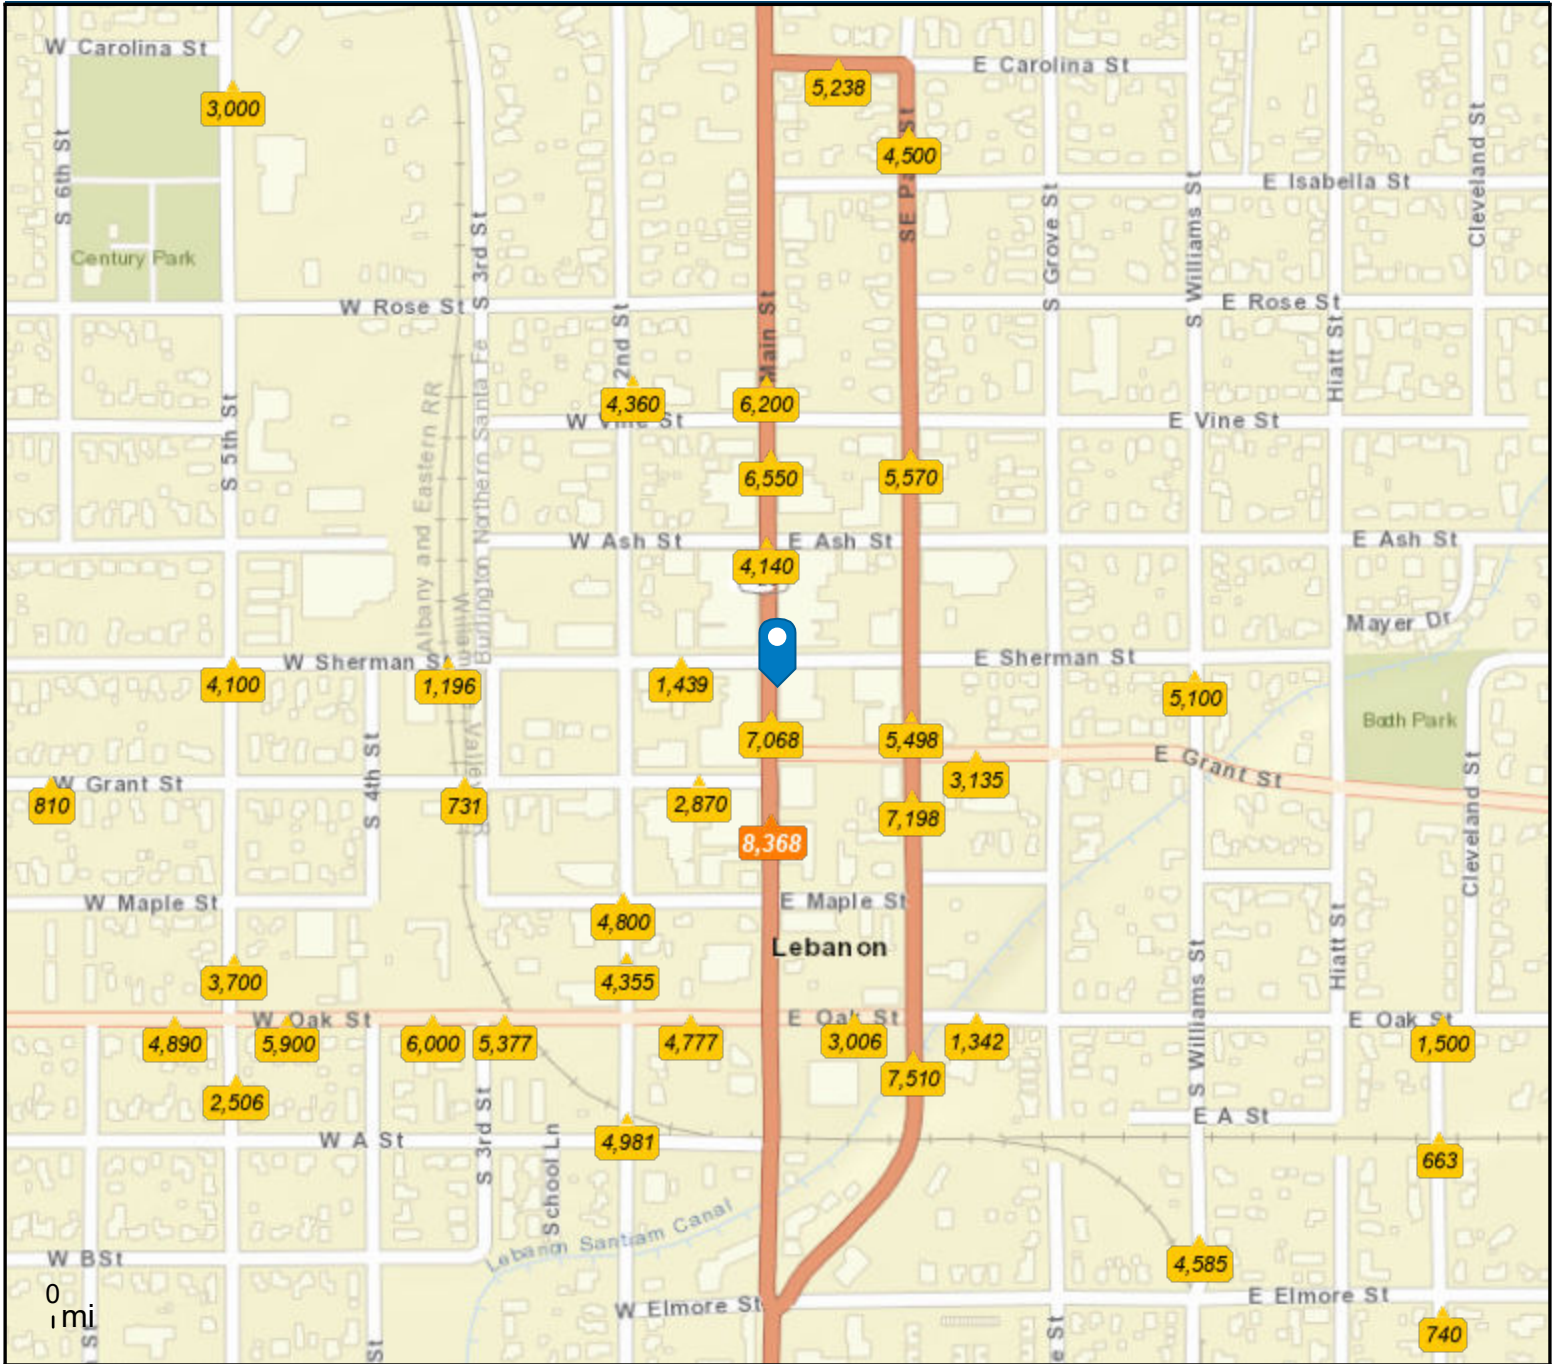 W Carolina St
E Carolina St
5,238
3,000
4,500
S 6th St
SE Pa St
Cleveland St
E Isabella St
S Grove St
S Williams St
S 3rd St
Century Park
W Rose St
E Rose St
2nd St
Main St
Hiatt St
4,360
6,200
W Vine St
E Vine St
S 5th St
Albany and Eastern RR
Burlington Northern Santa Fe
6,550
5,570
W Ash St
E Ash St
E Ash St
4,140
Mayer Dr
W Sherman S
E Sherman St
4,100
1,196
1,439
5,100
Booth Park
7,068
5,498
E Grant St
3,135
S 4th St
W Grant St
810
731
2,870
7,198
Cleveland St
8,368
W Maple St
E Maple St
4,800
Lebanon
Hiatt St
S Williams St
3,700
4,355
W Oak St
E Oak St
E Oak St
4,890
5,900
6,000
5,377
4,777
3,006
1,342
1,500
7,510
2,506
S 3rd St
E A St
W A St
4,981
School Ln
663
Lebanon Santiam Canal
W B St
4,585
0
mi
W Elmore St
E Elmore St
740
St
St
e St